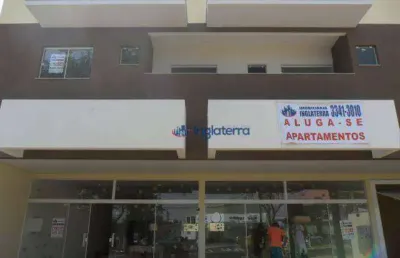 IMOBILIÁRIA
INGLATERRA 3341-3010
ALUGA-SE
APARTAMENTOS
Inglaterra